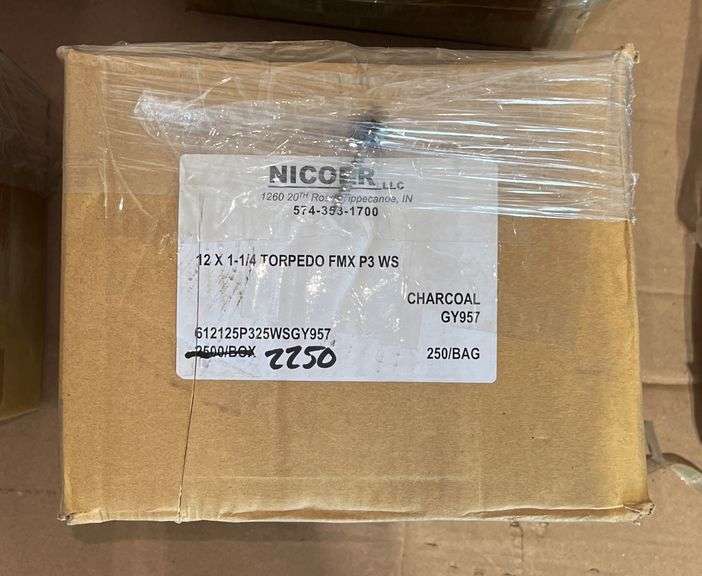 NICOER LLC
1260 20TH Road Tippecanoe, IN
574-353-1700
12 X 1-1/4 TORPEDO FMX P3 WS
CHARCOAL
GY957
612125P325WSGY957
2500/BOX 2250
250/BAG